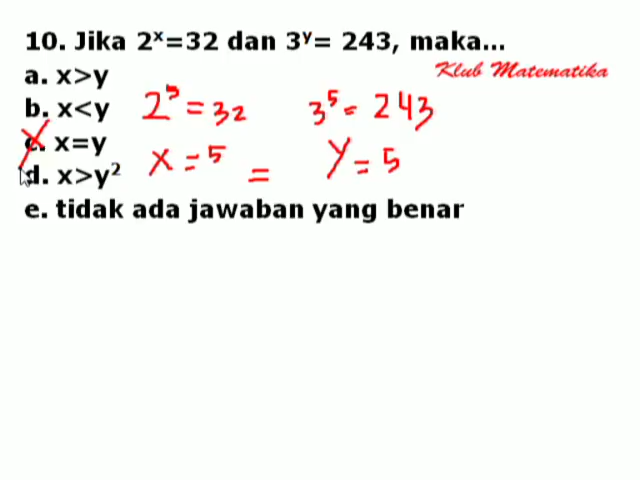 10. Jika 2ˣ=32 dan 3ʸ= 243, maka...
Klub Matematika
a. x>y
b. x<y 2⁵ = 32 3⁵ = 243
c. x=y
x = 5 = y = 5
d. x>y²
e. tidak ada jawaban yang benar